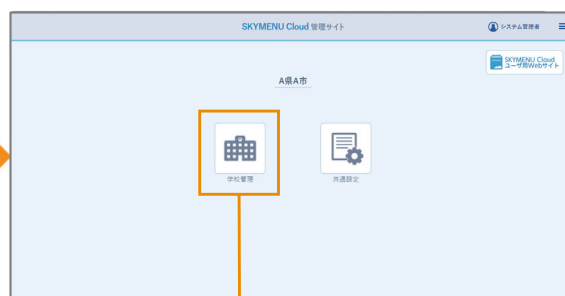 SKYMENU Cloud 管理サイト
システム管理者
SKYMENU Cloud
ユーザ用Webサイト
A県A市
学校管理
共通設定